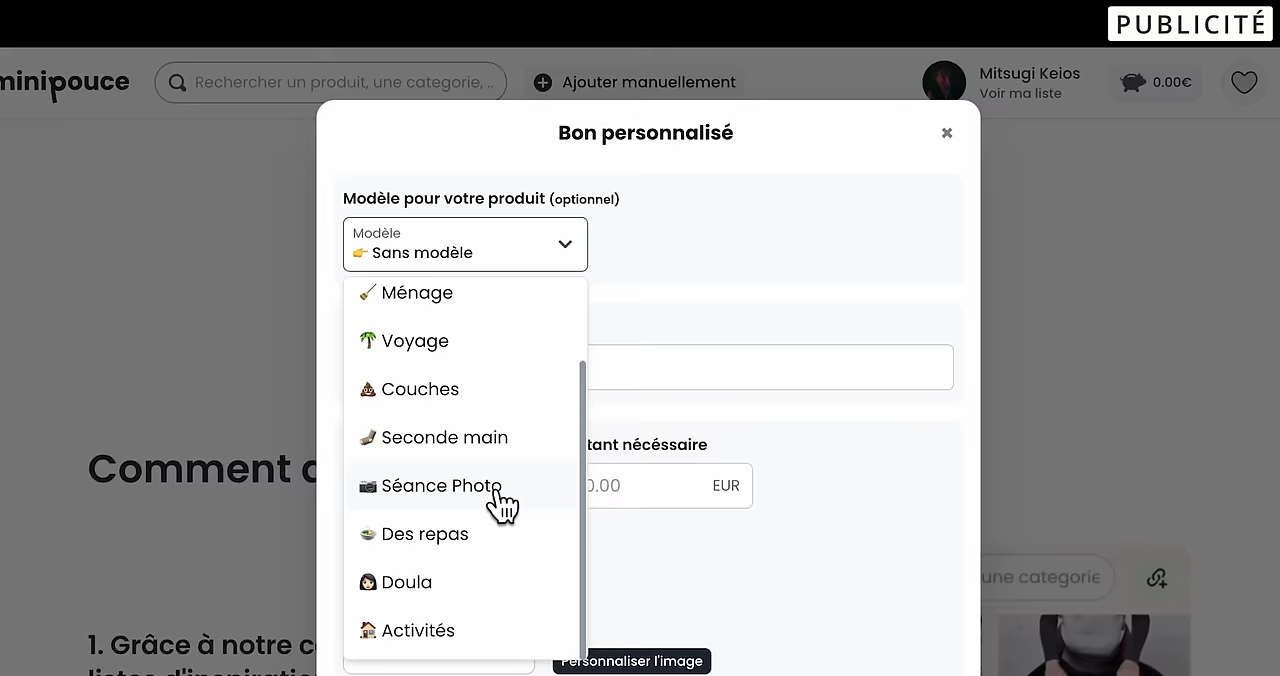 PUBLICITÉ
minipouce
Rechercher un produit, une categorie, ..
Ajouter manuellement
Mitsugi Keios
Voir ma liste
0.00€
Bon personnalisé
Modèle pour votre produit (optionnel)
Modèle
Sans modèle
Ménage
Voyage
Couches
Seconde main
tant nécéssaire
Comment
Séance Photo
0.00
EUR
Des repas
une categorie
Doula
Activités
1. Grâce à notre
Personnaliser l'image